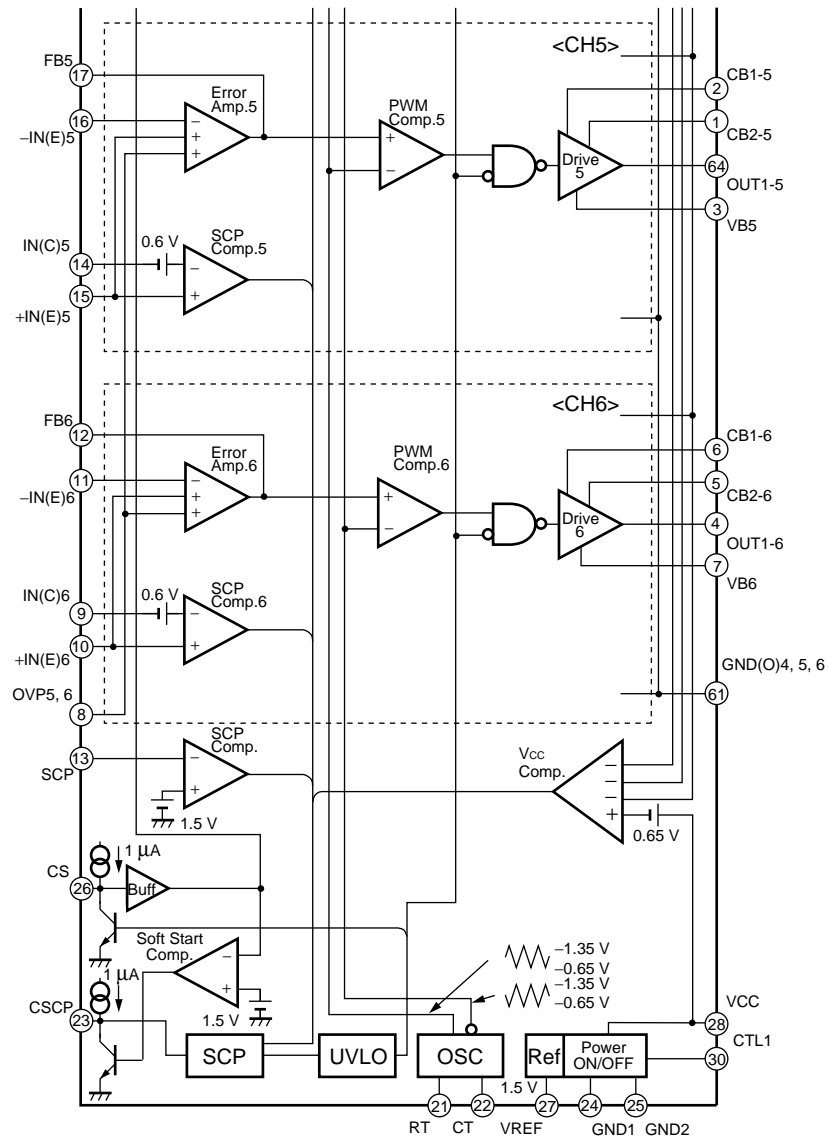 <CH5>
FB5
17
Error
Amp.5
PWM
Comp.5
CB1-5
2
16
–IN(E)5
−
+
+
+
−
1
CB2-5
Drive
5
64
OUT1-5
3
VB5
IN(C)5
14
0.6 V
SCP
Comp.5
−
+
15
+IN(E)5
<CH6>
FB6
12
Error
Amp.6
PWM
Comp.6
CB1-6
6
11
–IN(E)6
−
+
+
+
−
5
CB2-6
Drive
6
4
OUT1-6
7
VB6
IN(C)6
9
0.6 V
SCP
Comp.6
−
+
10
+IN(E)6
GND(O)4, 5, 6
61
OVP5, 6
8
13
SCP
SCP
Comp.
−
+
1.5 V
VCC
Comp.
−
−
−
+
0.65 V
1 µA
CS
26
Buff
Soft Start
Comp.
−
+
1.5 V
–1.35 V
–0.65 V
–1.35 V
–0.65 V
1 µA
CSCP
23
VCC
28
CTL1
30
SCP
UVLO
OSC
Ref
Power
ON/OFF
1.5 V
21
22
27
24
25
RT
CT
VREF
GND1
GND2